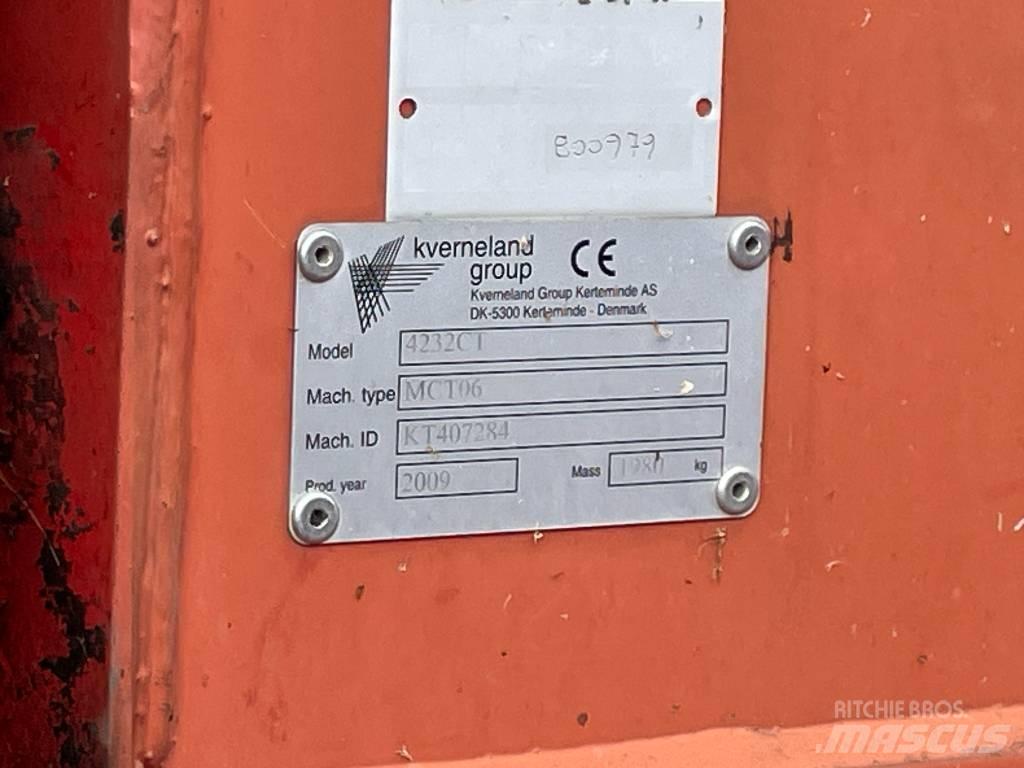 800979
kverneland
group
CE
Kverneland Group Kerteminde AS
DK-5300 Kerteminde - Denmark
Model 4232CT
Mach. type MCT06
Mach. ID KT407284
Prod. year 2009 Mass 1980 kg
RITCHIE BROS.
MASCUS